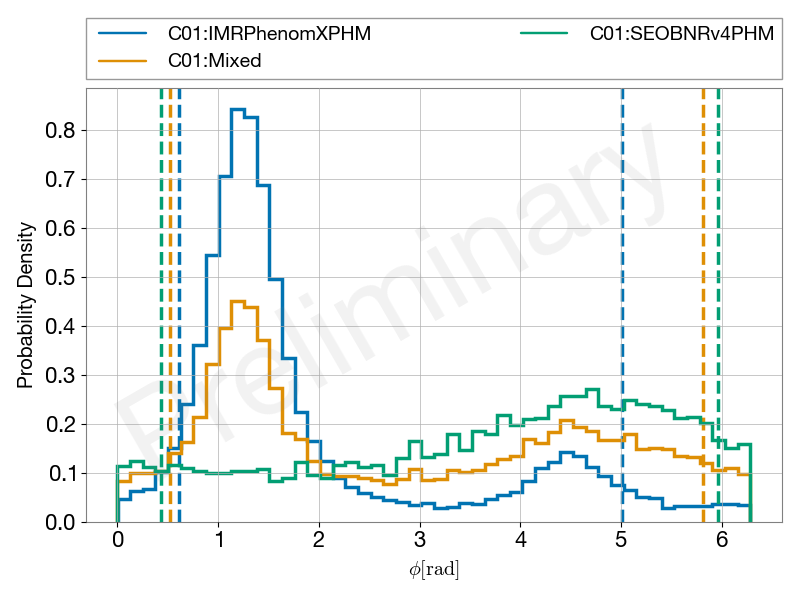 C01:IMRPhenomXPHM
C01:Mixed
C01:SEOBNRv4PHM
Preliminary
Probability Density
0.8
0.7
0.6
0.5
0.4
0.3
0.2
0.1
0.0
0 1 2 3 4 5 6
ϕ[rad]